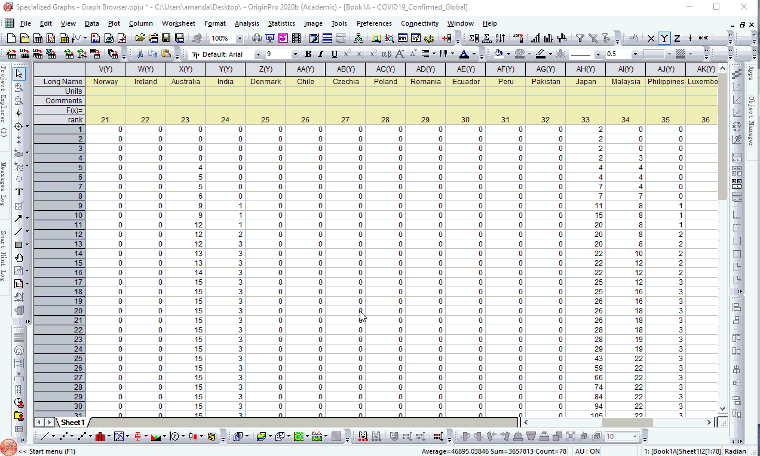 Specialized Graphs - Graph Browser.opju * - C:\Users\amanda\Desktop\ - OriginPro 2020b (Academic) - [Book1A - COVID19_Confirmed_Global]
File Edit View Data Plot Column Worksheet Format Analysis Statistics Image Tools Preferences Connectivity Window Help
100% X Y Z
Tr Default: Arial 9 B I U 0.5
V(Y) W(Y) X(Y) Y(Y) Z(Y) AA(Y) AB(Y) AC(Y) AD(Y) AE(Y) AF(Y) AG(Y) AH(Y) AI(Y) AJ(Y) AK(Y)
Long Name Norway Ireland Australia India Denmark Chile Czechia Poland Romania Ecuador Peru Pakistan Japan Malaysia Philippines Luxembo
Units
Comments
F(x)=
rank 21 22 23 24 25 26 27 28 29 30 31 32 33 34 35 36
1 0 0 0 0 0 0 0 0 0 0 0 0 2 0 0
2 0 0 0 0 0 0 0 0 0 0 0 0 2 0 0
3 0 0 0 0 0 0 0 0 0 0 0 0 2 0 0
4 0 0 0 0 0 0 0 0 0 0 0 0 2 3 0
5 0 0 4 0 0 0 0 0 0 0 0 0 4 4 0
6 0 0 5 0 0 0 0 0 0 0 0 0 4 4 0
7 0 0 5 0 0 0 0 0 0 0 0 0 7 4 0
8 0 0 6 0 0 0 0 0 0 0 0 0 7 7 0
9 0 0 9 1 0 0 0 0 0 0 0 0 11 8 1
10 0 0 9 1 0 0 0 0 0 0 0 0 15 8 1
11 0 0 12 1 0 0 0 0 0 0 0 0 20 8 1
12 0 0 12 2 0 0 0 0 0 0 0 0 20 8 2
13 0 0 12 3 0 0 0 0 0 0 0 0 20 8 2
14 0 0 13 3 0 0 0 0 0 0 0 0 22 10 2
15 0 0 13 3 0 0 0 0 0 0 0 0 22 12 2
16 0 0 14 3 0 0 0 0 0 0 0 0 22 12 2
17 0 0 15 3 0 0 0 0 0 0 0 0 25 12 3
18 0 0 15 3 0 0 0 0 0 0 0 0 25 16 3
19 0 0 15 3 0 0 0 0 0 0 0 0 26 16 3
20 0 0 15 3 0 0 0 0 0 0 0 0 26 18 3
21 0 0 15 3 0 0 0 0 0 0 0 0 26 18 3
22 0 0 15 3 0 0 0 0 0 0 0 0 28 18 3
23 0 0 15 3 0 0 0 0 0 0 0 0 28 19 3
24 0 0 15 3 0 0 0 0 0 0 0 0 29 19 3
25 0 0 15 3 0 0 0 0 0 0 0 0 43 22 3
26 0 0 15 3 0 0 0 0 0 0 0 0 59 22 3
27 0 0 15 3 0 0 0 0 0 0 0 0 66 22 3
28 0 0 15 3 0 0 0 0 0 0 0 0 74 22 3
29 0 0 15 3 0 0 0 0 0 0 0 0 84 22 3
30 0 0 15 3 0 0 0 0 0 0 0 0 94 22 3
31 0 0 15 3 0 0 0 0 0 0 0 0 105 22 3
Sheet1
Project Explorer (2)
Messages Log
Smart Hint Log
Apps
Object Manager
10
<< Start menu (F1) Average=46895.03846 Sum=3657813 Count=78 AU : ON 1: [Book1A]Sheet1!2[1:78] Radian